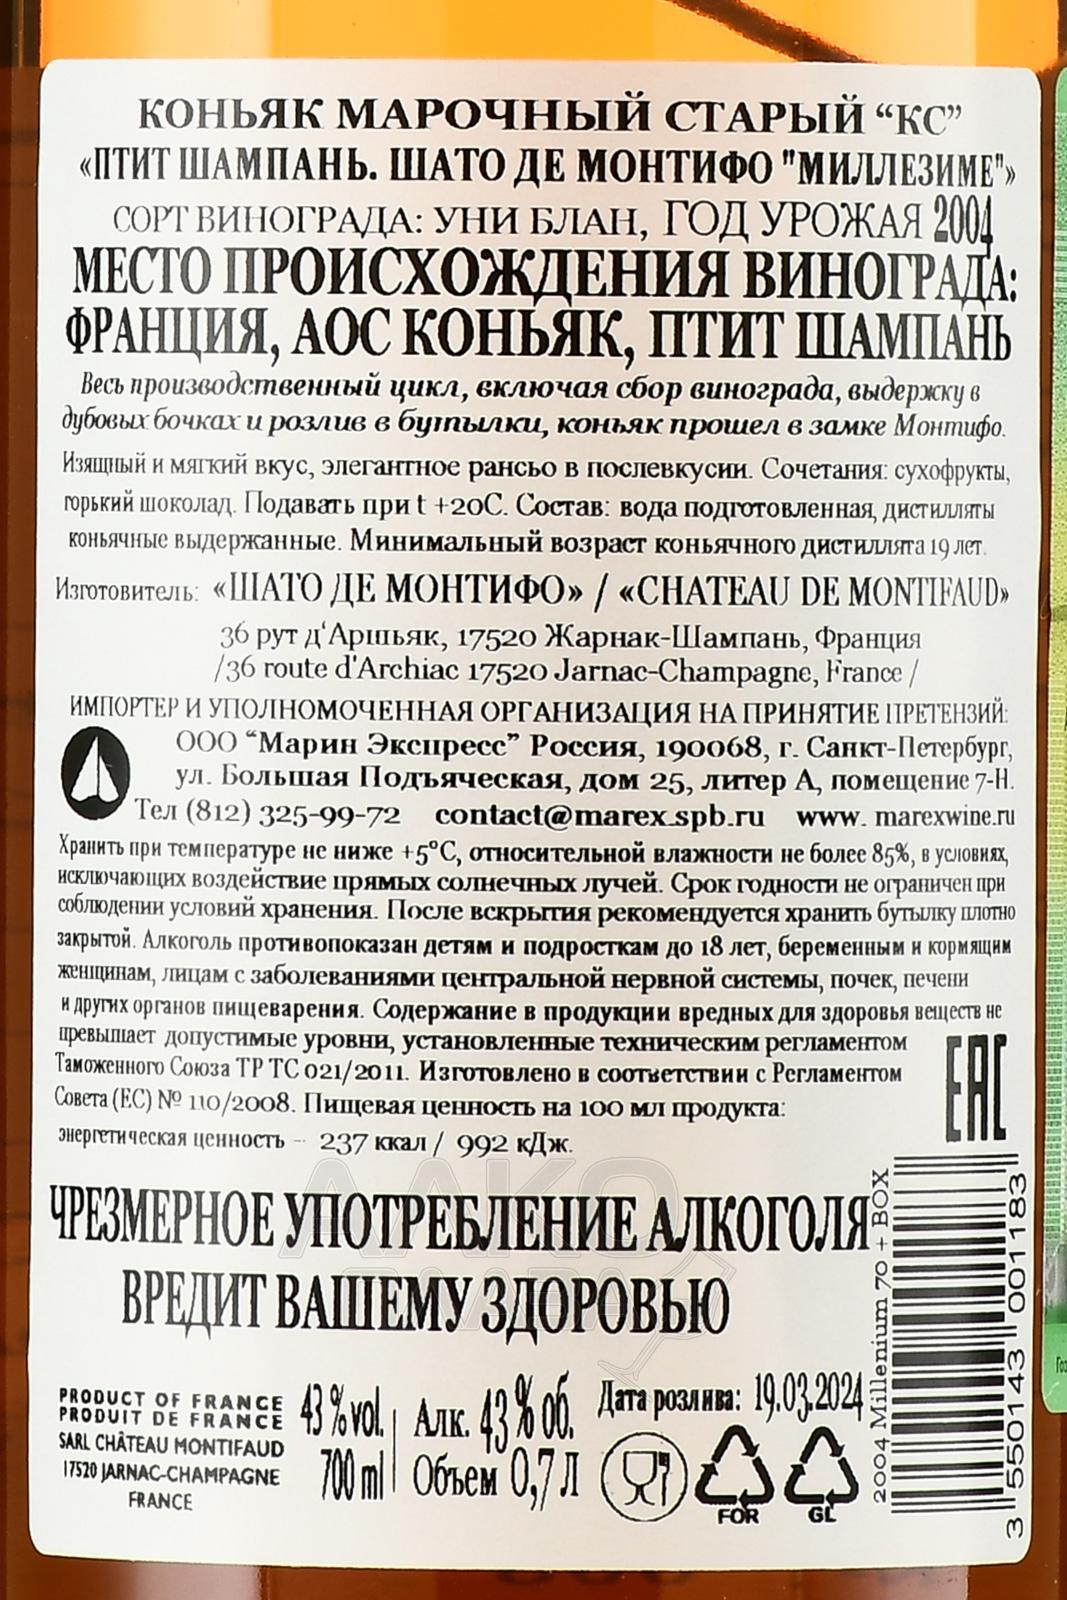 КОНЬЯК МАРОЧНЫЙ СТАРЫЙ “КС”
«ПТИТ ШАМПАНЬ. ШАТО ДЕ МОНТИФО "МИЛЛЕЗИМЕ"»
СОРТ ВИНОГРАДА: УНИ БЛАН, ГОД УРОЖАЯ 2004
МЕСТО ПРОИСХОЖДЕНИЯ ВИНОГРАДА:
ФРАНЦИЯ, АОС КОНЬЯК, ПТИТ ШАМПАНЬ
Весь производственный цикл, включая сбор винограда, выдержку в
дубовых бочках и розлив в бутылки, коньяк прошел в замке Монтифо.
Изящный и мягкий вкус, элегантное рансьо в послевкусии. Сочетания: сухофрукты,
горький шоколад. Подавать при t +20С. Состав: вода подготовленная, дистилляты
коньячные выдержанные. Минимальный возраст коньячного дистиллята 19 лет.
Изготовитель: «ШАТО ДЕ МОНТИФО» / «CHATEAU DE MONTIFAUD»
36 рут д'Аршьяк, 17520 Жарнак-Шампань, Франция
/36 route d'Archiac 17520 Jarnac-Champagne, France /
ИМПОРТЕР И УПОЛНОМОЧЕННАЯ ОРГАНИЗАЦИЯ НА ПРИНЯТИЕ ПРЕТЕНЗИЙ:
ООО “Марин Экспресс” Россия, 190068, г. Санкт-Петербург,
ул. Большая Подъяческая, дом 25, литер А, помещение 7-Н.
Тел (812) 325-99-72 contact@marex.spb.ru www. marexwine.ru
Хранить при температуре не ниже +5°С, относительной влажности не более 85%, в условиях,
исключающих воздействие прямых солнечных лучей. Срок годности не ограничен при
соблюдении условий хранения. После вскрытия рекомендуется хранить бутылку плотно
закрытой. Алкоголь противопоказан детям и подросткам до 18 лет, беременным и кормящим
женщинам, лицам с заболеваниями центральной нервной системы, почек, печени
и других органов пищеварения. Содержание в продукции вредных для здоровья веществ не
превышает допустимые уровни, установленные техническим регламентом
Таможенного Союза ТР ТС 021/2011. Изготовлено в соответствии с Регламентом
Совета (ЕС) № 110/2008. Пищевая ценность на 100 мл продукта:
энергетическая ценность - 237 ккал / 992 кДж.
EAC
ЧРЕЗМЕРНОЕ УПОТРЕБЛЕНИЕ АЛКОГОЛЯ
ВРЕДИТ ВАШЕМУ ЗДОРОВЬЮ
2004 Millenium 70 + BOX
3 550143 001183
PRODUCT OF FRANCE
PRODUIT DE FRANCE
SARL CHÂTEAU MONTIFAUD
17520 JARNAC-CHAMPAGNE
FRANCE
43 %vol.
700 ml
Алк. 43 % об.
Объем 0,7 Л
Дата розлива: 19.03.2024
FOR
GL